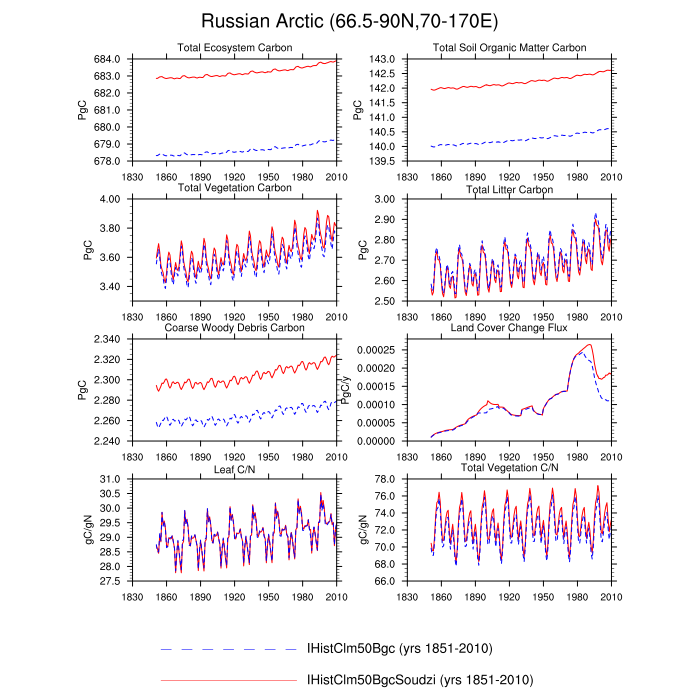 Russian Arctic (66.5-90N,70-170E)
Total Ecosystem Carbon
Total Soil Organic Matter Carbon
684.0
683.0
682.0
681.0
680.0
679.0
678.0
PgC
1830 1860 1890 1920 1950 1980 2010
143.0
142.5
142.0
141.5
141.0
140.5
140.0
139.5
PgC
1830 1860 1890 1920 1950 1980 2010
Total Vegetation Carbon
Total Litter Carbon
4.00
3.80
3.60
3.40
PgC
1830 1860 1890 1920 1950 1980 2010
3.00
2.90
2.80
2.70
2.60
2.50
PgC
1830 1860 1890 1920 1950 1980 2010
Coarse Woody Debris Carbon
Land Cover Change Flux
2.340
2.320
2.300
2.280
2.260
2.240
PgC
1830 1860 1890 1920 1950 1980 2010
0.00025
0.00020
0.00015
0.00010
0.00005
0.00000
PgC/y
1830 1860 1890 1920 1950 1980 2010
Leaf C/N
Total Vegetation C/N
31.0
30.5
30.0
29.5
29.0
28.5
28.0
27.5
gC/gN
1830 1860 1890 1920 1950 1980 2010
78.0
76.0
74.0
72.0
70.0
68.0
66.0
gC/gN
1830 1860 1890 1920 1950 1980 2010
IHistClm50Bgc (yrs 1851-2010)
IHistClm50BgcSoudzi (yrs 1851-2010)